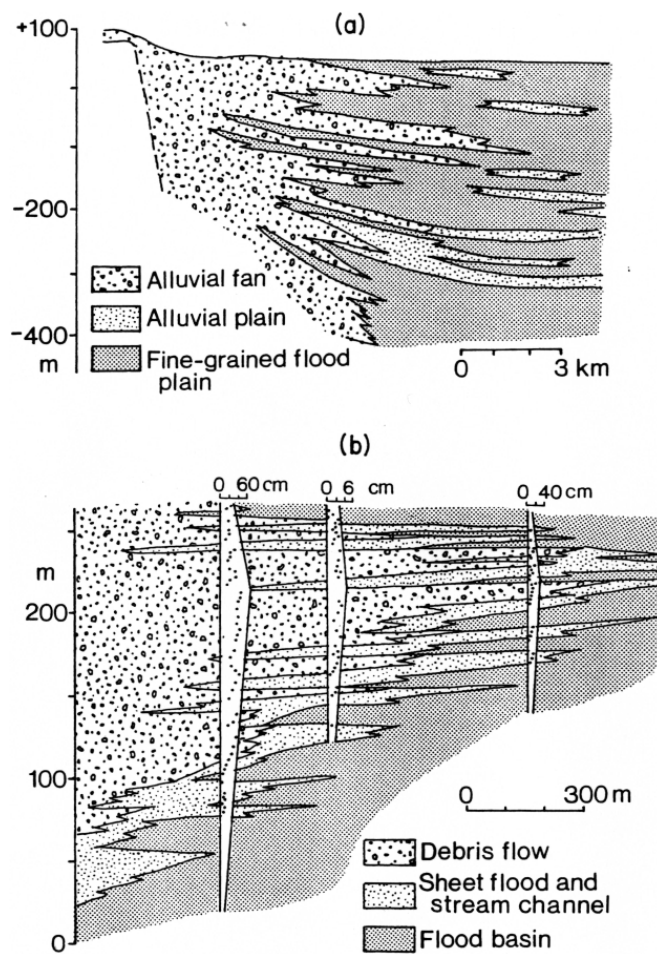 (a)
+100
-200
-400
m
Alluvial fan
Alluvial plain
Fine-grained flood
plain
0 3 km
(b)
0 60 cm
0 6 cm
0 40 cm
m
200
100
0
0 300 m
Debris flow
Sheet flood and
stream channel
Flood basin